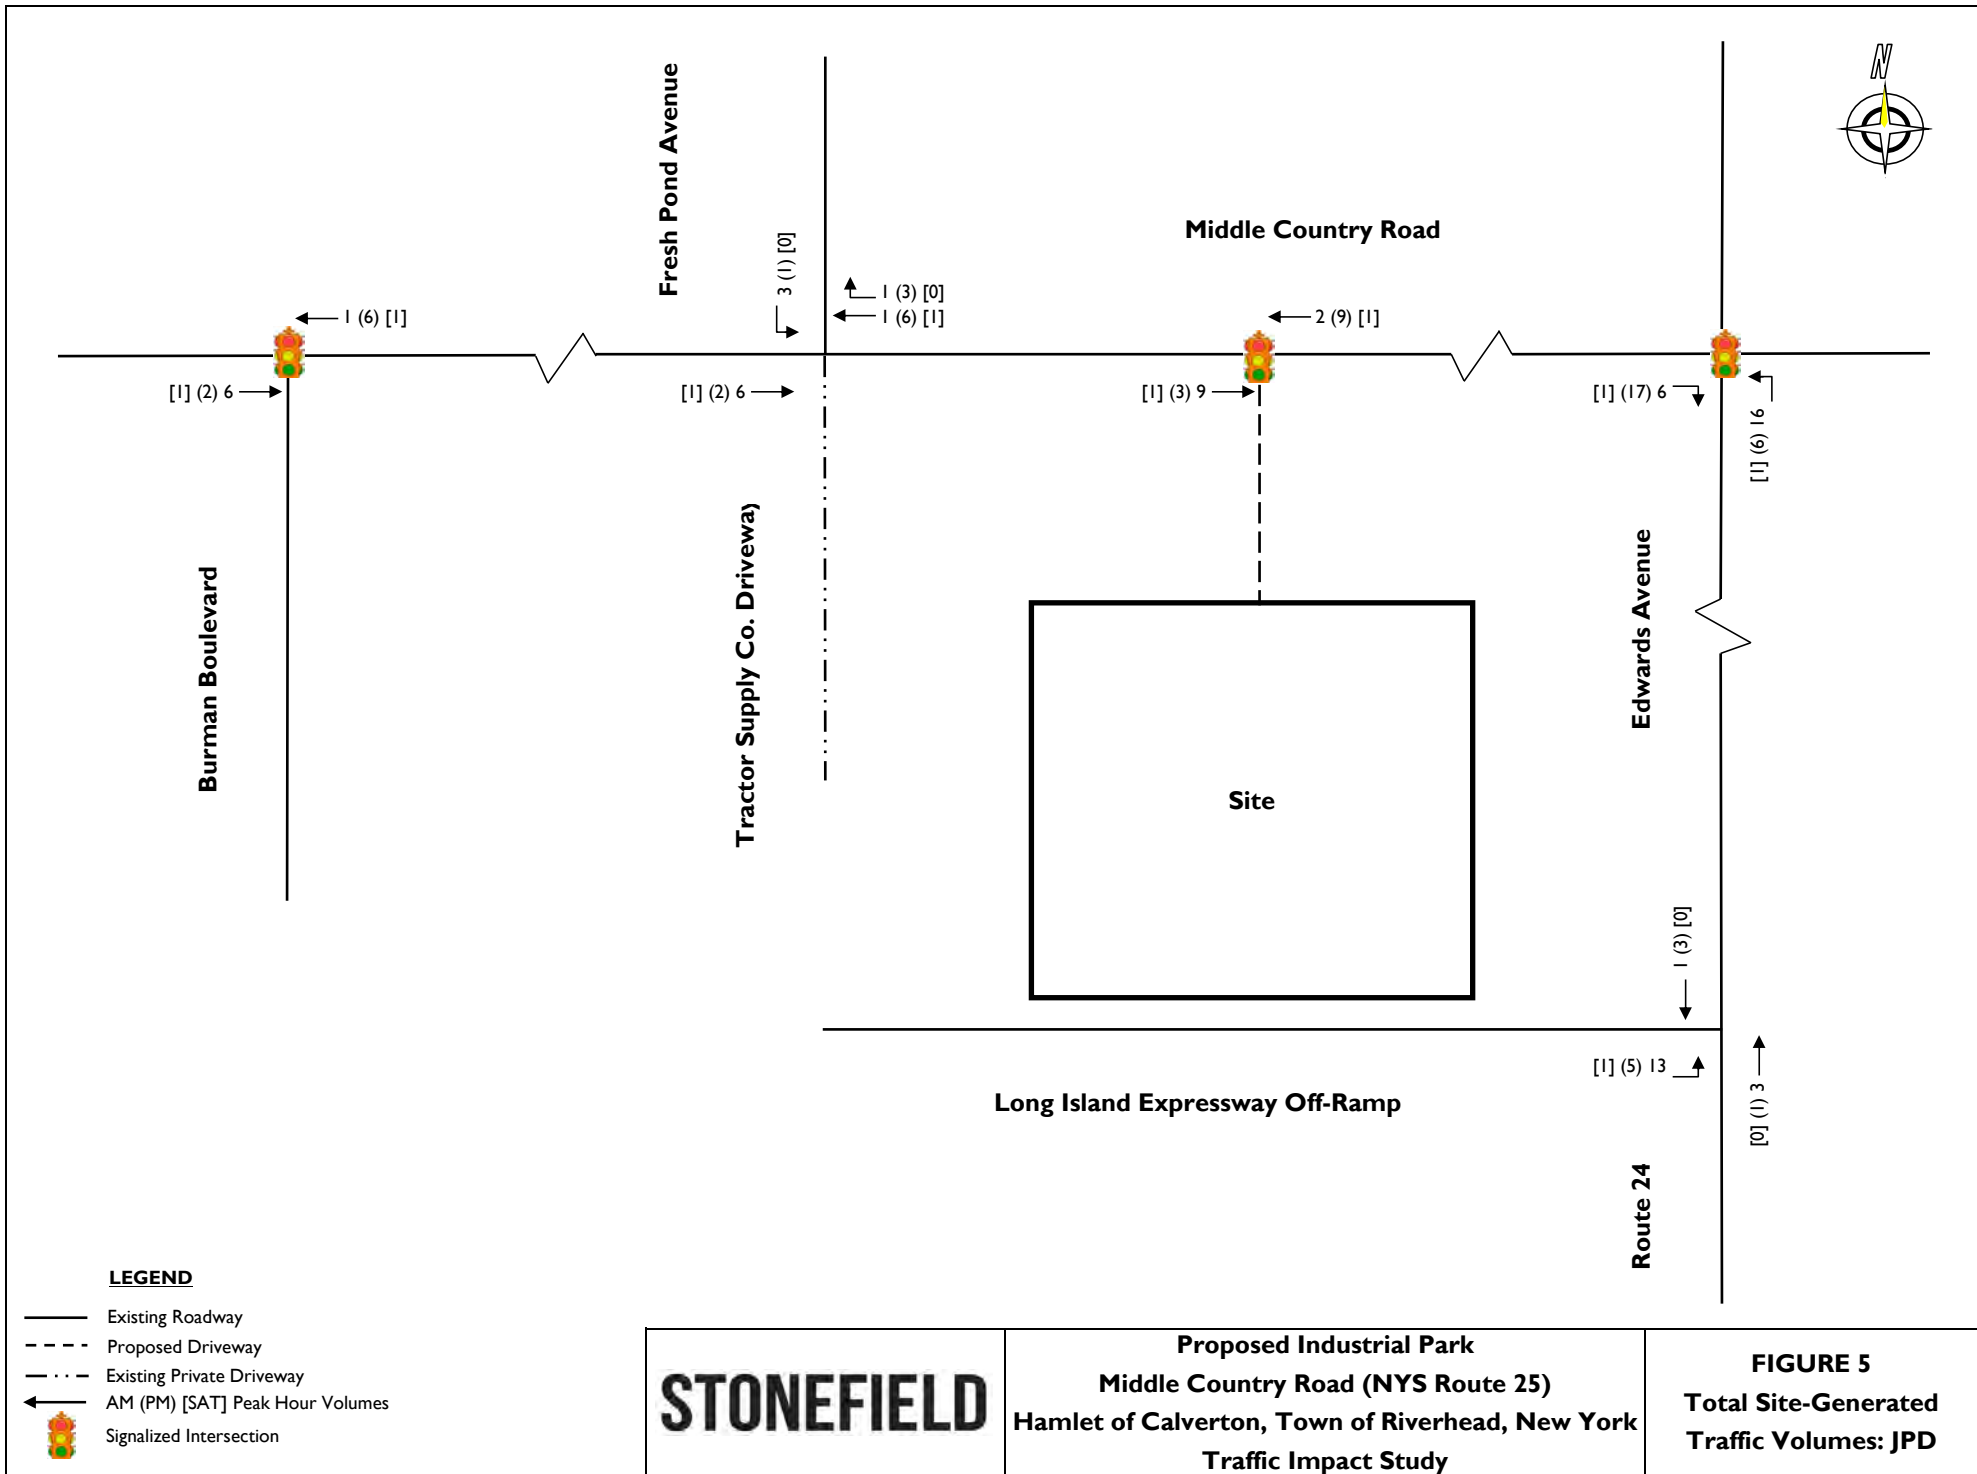 N
Fresh Pond Avenue
Middle Country Road
3 (1) [0]
1 (3) [0]
1 (6) [1]
1 (6) [1]
2 (9) [1]
[1] (2) 6
[1] (2) 6
[1] (3) 9
[1] (17) 6
[1] (6) 16
Burman Boulevard
Tractor Supply Co. Driveway
Edwards Avenue
Site
1 (3) [0]
[1] (5) 13
[0] (1) 3
Long Island Expressway Off-Ramp
Route 24
LEGEND
Existing Roadway
Proposed Driveway
Existing Private Driveway
AM (PM) [SAT] Peak Hour Volumes
Signalized Intersection
STONEFIELD
Proposed Industrial Park
Middle Country Road (NYS Route 25)
Hamlet of Calverton, Town of Riverhead, New York
Traffic Impact Study
FIGURE 5
Total Site-Generated
Traffic Volumes: JPD